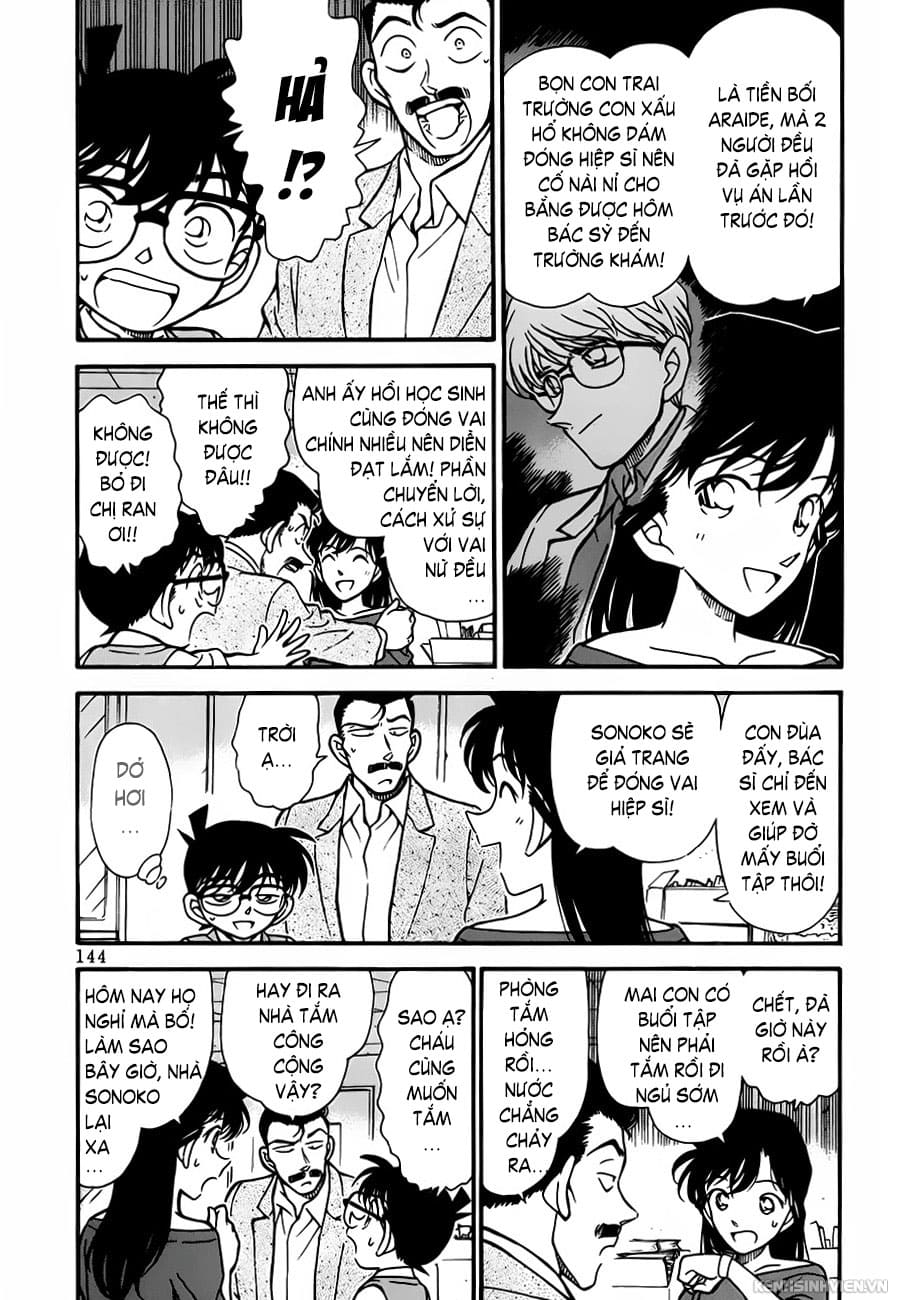 LÀ TIỀN BỐI
ARAIDE, MÀ 2
NGƯỜI ĐỀU
ĐÃ GẶP HỒI
VỤ ÁN LẦN
TRƯỚC ĐÓ!
BỌN CON TRAI
TRƯỜNG CON XẤU
HỔ KHÔNG DÁM
ĐÓNG HIỆP SĨ NÊN
CỐ NÀI NỈ CHO
BẰNG ĐƯỢC HÔM
BÁC SỸ ĐẾN
TRƯỜNG KHÁM!
HẢ
!?
ANH ẤY HỒI HỌC SINH
CŨNG ĐÓNG VAI
CHÍNH NHIỀU NÊN DIỄN
ĐẠT LẮM! PHẦN
CHUYỂN LỜI,
CÁCH XỬ SỰ
VỚI VAI
NỮ ĐỀU
...
THẾ THÌ
KHÔNG
ĐƯỢC
ĐÂU!!
KHÔNG
ĐƯỢC!
BỎ ĐI
CHỊ RAN
ƠI!!
CON ĐÙA
ĐẤY, BÁC
SĨ CHỈ ĐẾN
XEM VÀ
GIÚP ĐỠ
MẤY BUỔI
TẬP THÔI!
SONOKO SẼ
GIẢ TRANG
ĐỂ ĐÓNG VAI
HIỆP SĨ!
TRỜI
Ạ...
DỞ
HƠI
...
144
CHẾT, ĐÃ
GIỜ NÀY
RỒI À?
MAI CON CÓ
BUỔI TẬP
NÊN PHẢI
TẮM RỒI ĐI
NGỦ SỚM
...
PHÒNG
TẮM
HỎNG
RỒI...
NƯỚC
CHẲNG
CHẢY
RA...
SAO Ạ?
CHÁU
CŨNG
MUỐN
TẮM
...
HAY ĐI RA
NHÀ TẮM
CÔNG
CỘNG
VẬY?
HÔM NAY HỌ
NGHỈ MÀ BỐ!
LÀM SAO
BÂY GIỜ, NHÀ
SONOKO
LẠI
XA
...
KENHSINHVIEN.VN